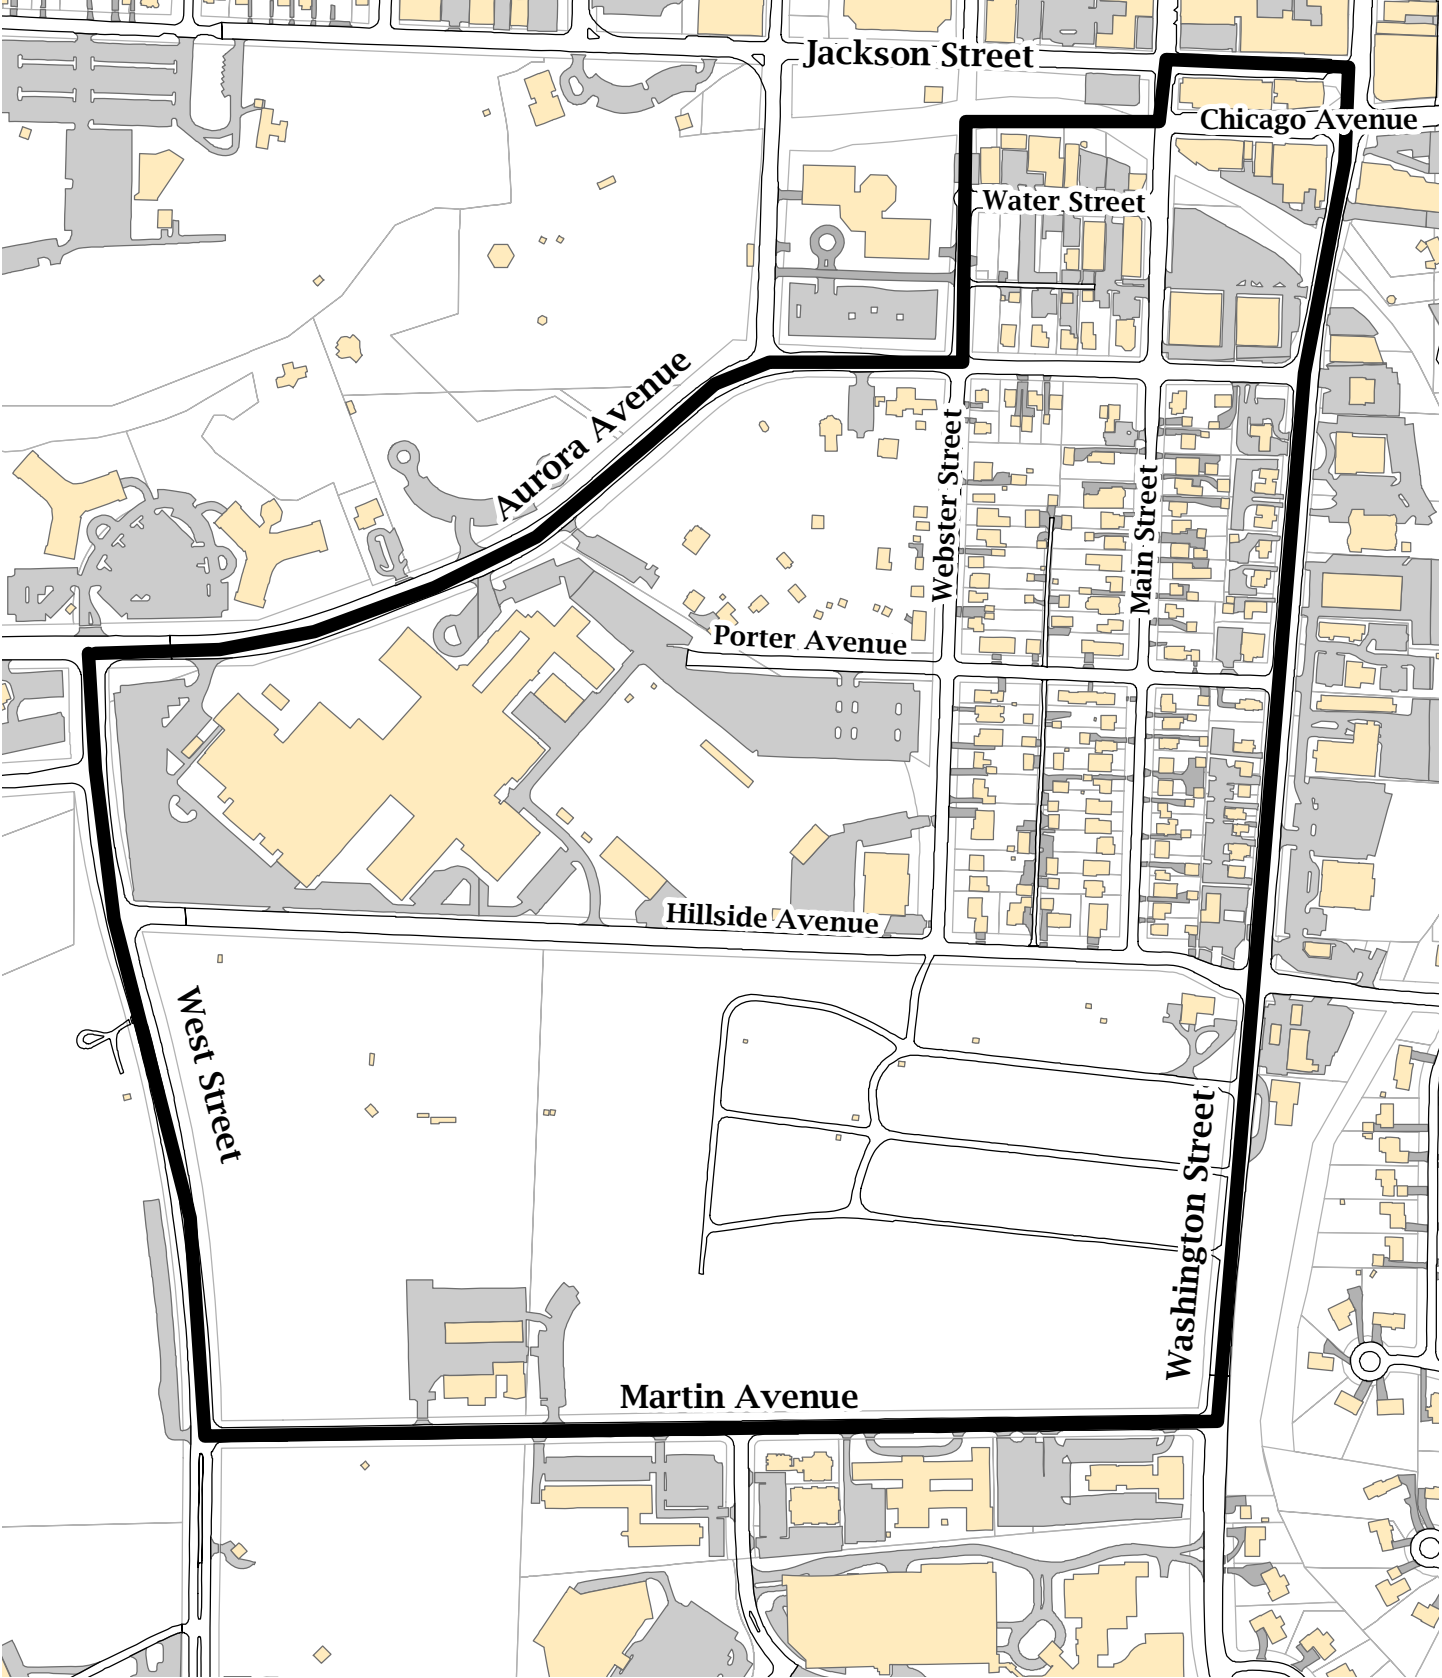 Jackson Street
Chicago Avenue
Water Street
Aurora Avenue
Webster Street
Main Street
Porter Avenue
Hillside Avenue
West Street
Washington Street
Martin Avenue